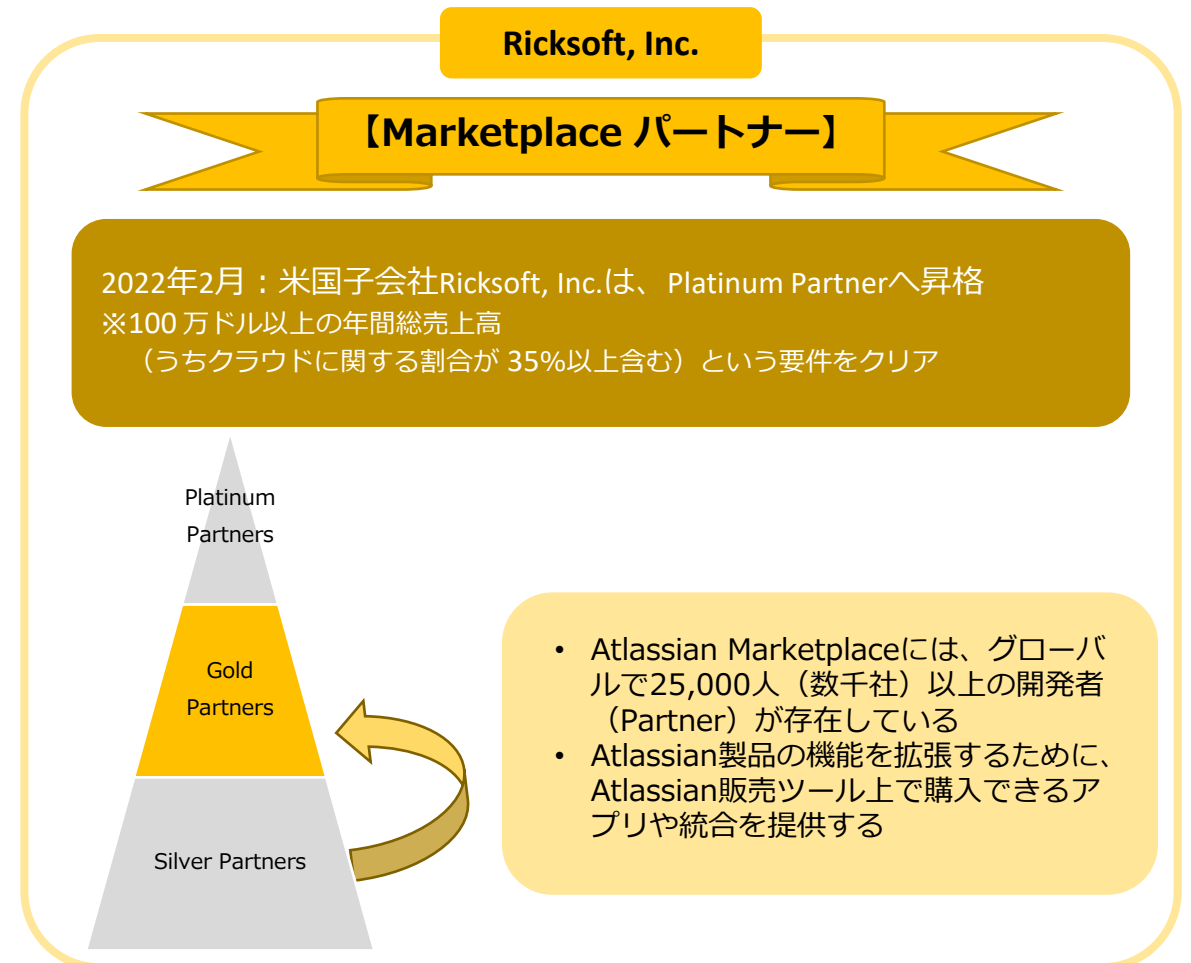 Ricksoft, Inc.
【Marketplace パートナー】
2022年2月：米国子会社Ricksoft, Inc.は、Platinum Partnerへ昇格
※100 万ドル以上の年間総売上高
（うちクラウドに関する割合が 35%以上含む）という要件をクリア
Platinum
Partners
Gold
Partners
Silver Partners
• Atlassian Marketplaceには、グローバ
ルで25,000人（数千社）以上の開発者
（Partner）が存在している
• Atlassian製品の機能を拡張するために、
Atlassian販売ツール上で購入できるア
プリや統合を提供する